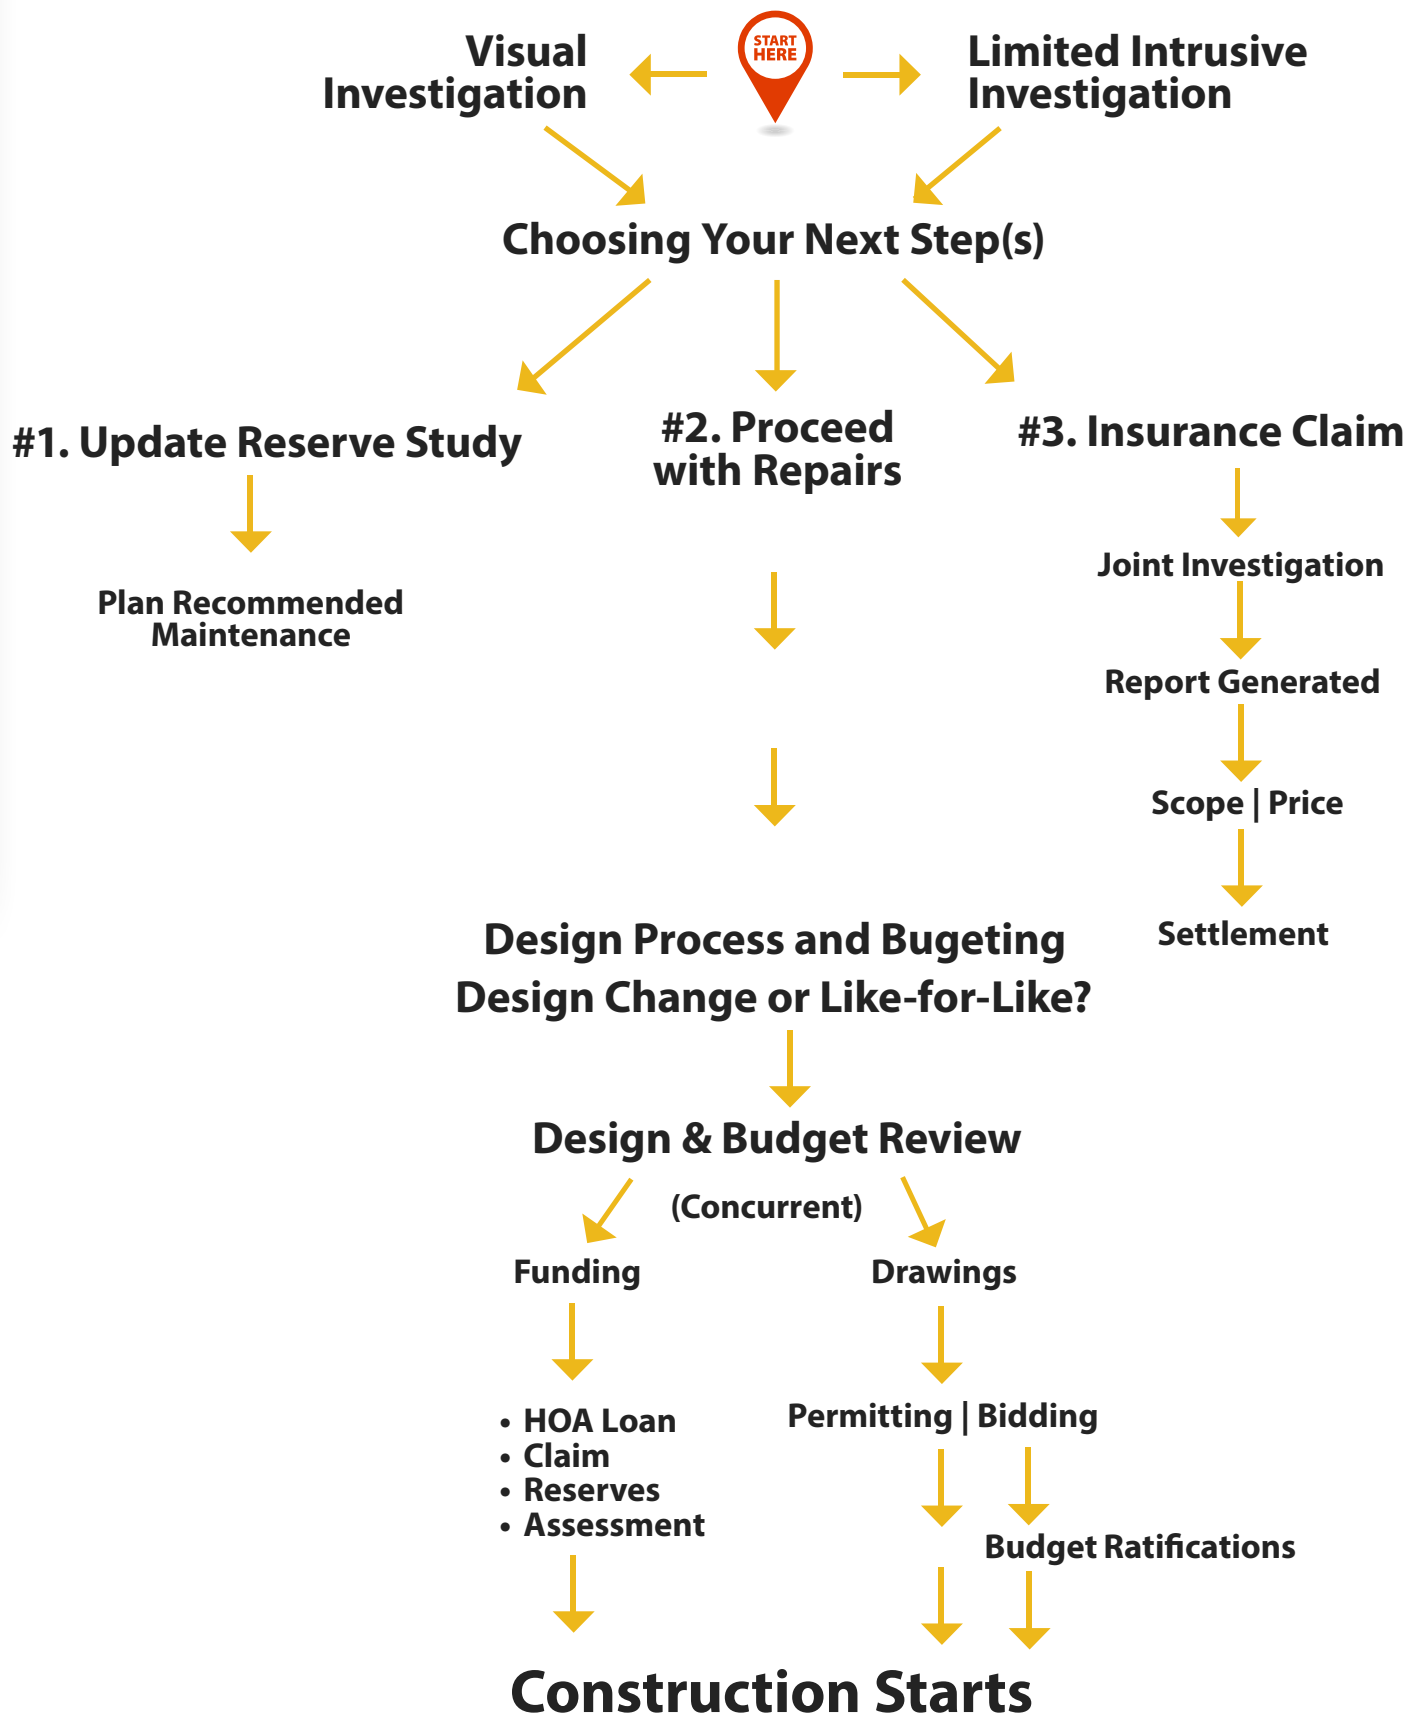 START
HERE
Visual
Investigation
Limited Intrusive
Investigation
Choosing Your Next Step(s)
#1. Update Reserve Study
#2. Proceed
with Repairs
#3. Insurance Claim
Plan Recommended
Maintenance
Joint Investigation
Report Generated
Scope | Price
Settlement
Design Process and Bugeting
Design Change or Like-for-Like?
Design & Budget Review
(Concurrent)
Funding
Drawings
• HOA Loan
• Claim
• Reserves
• Assessment
Permitting | Bidding
Budget Ratifications
Construction Starts